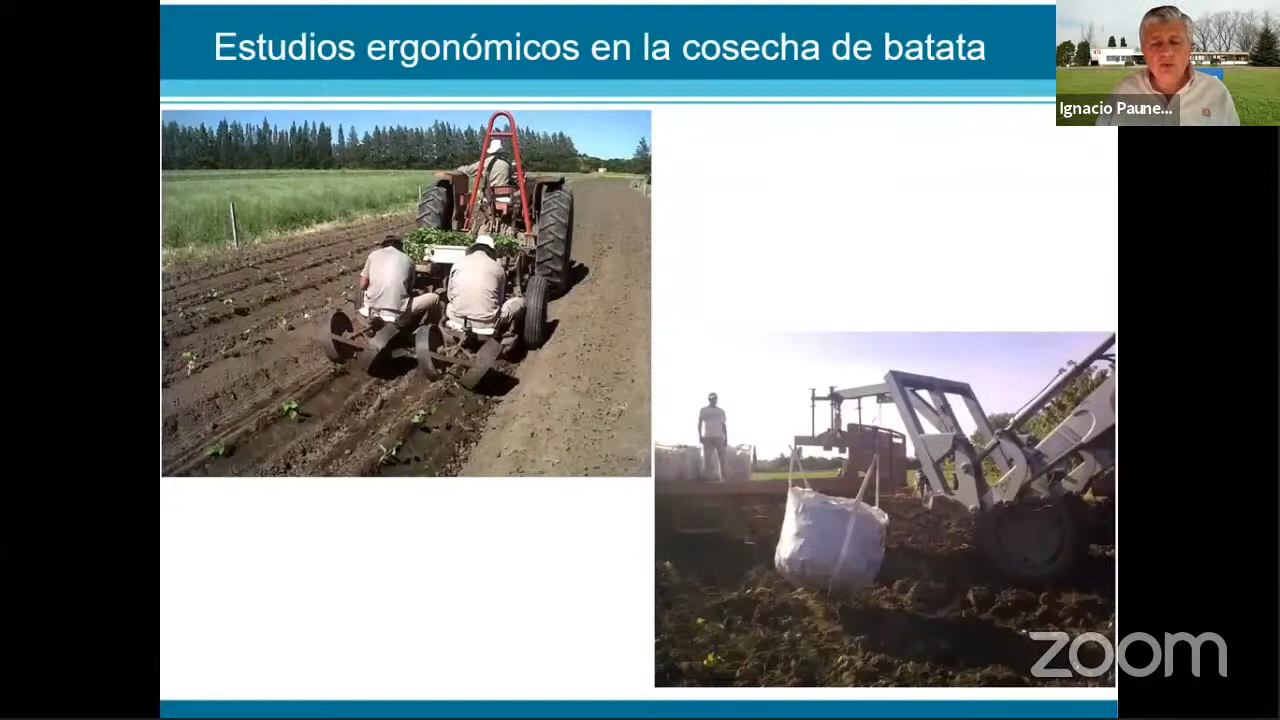 Estudios ergonómicos en la cosecha de batata
Ignacio Paune...
zoom